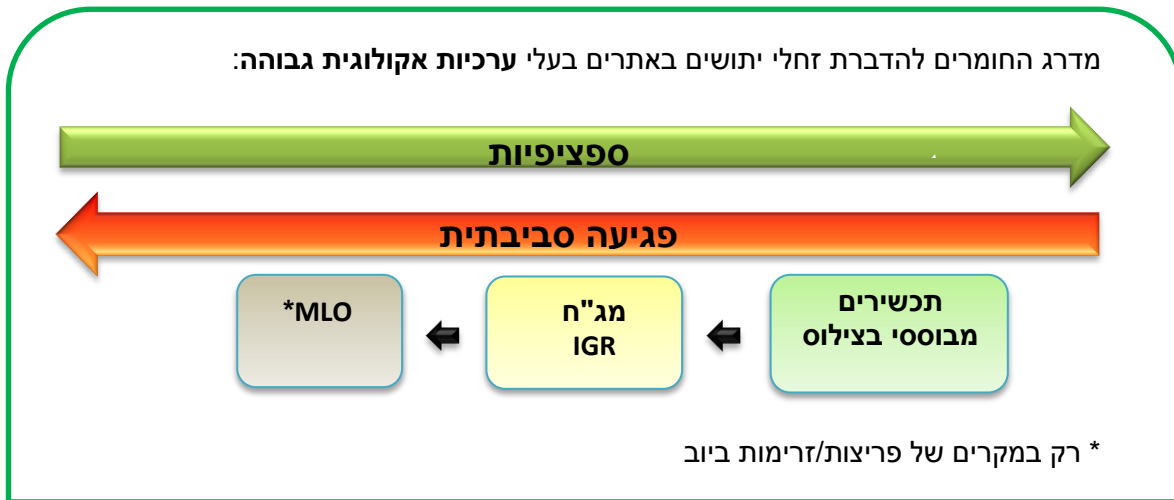 מדרג החומרים להדברת זחלי יתושים באתרים בעלי ערכיות אקולוגית גבוהה:
ספציפיות
פגיעה סביבתית
תכשירים
מבוססי בצילוס
מג"ח
IGR
MLO*
* רק במקרים של פריצות/זרימות ביוב